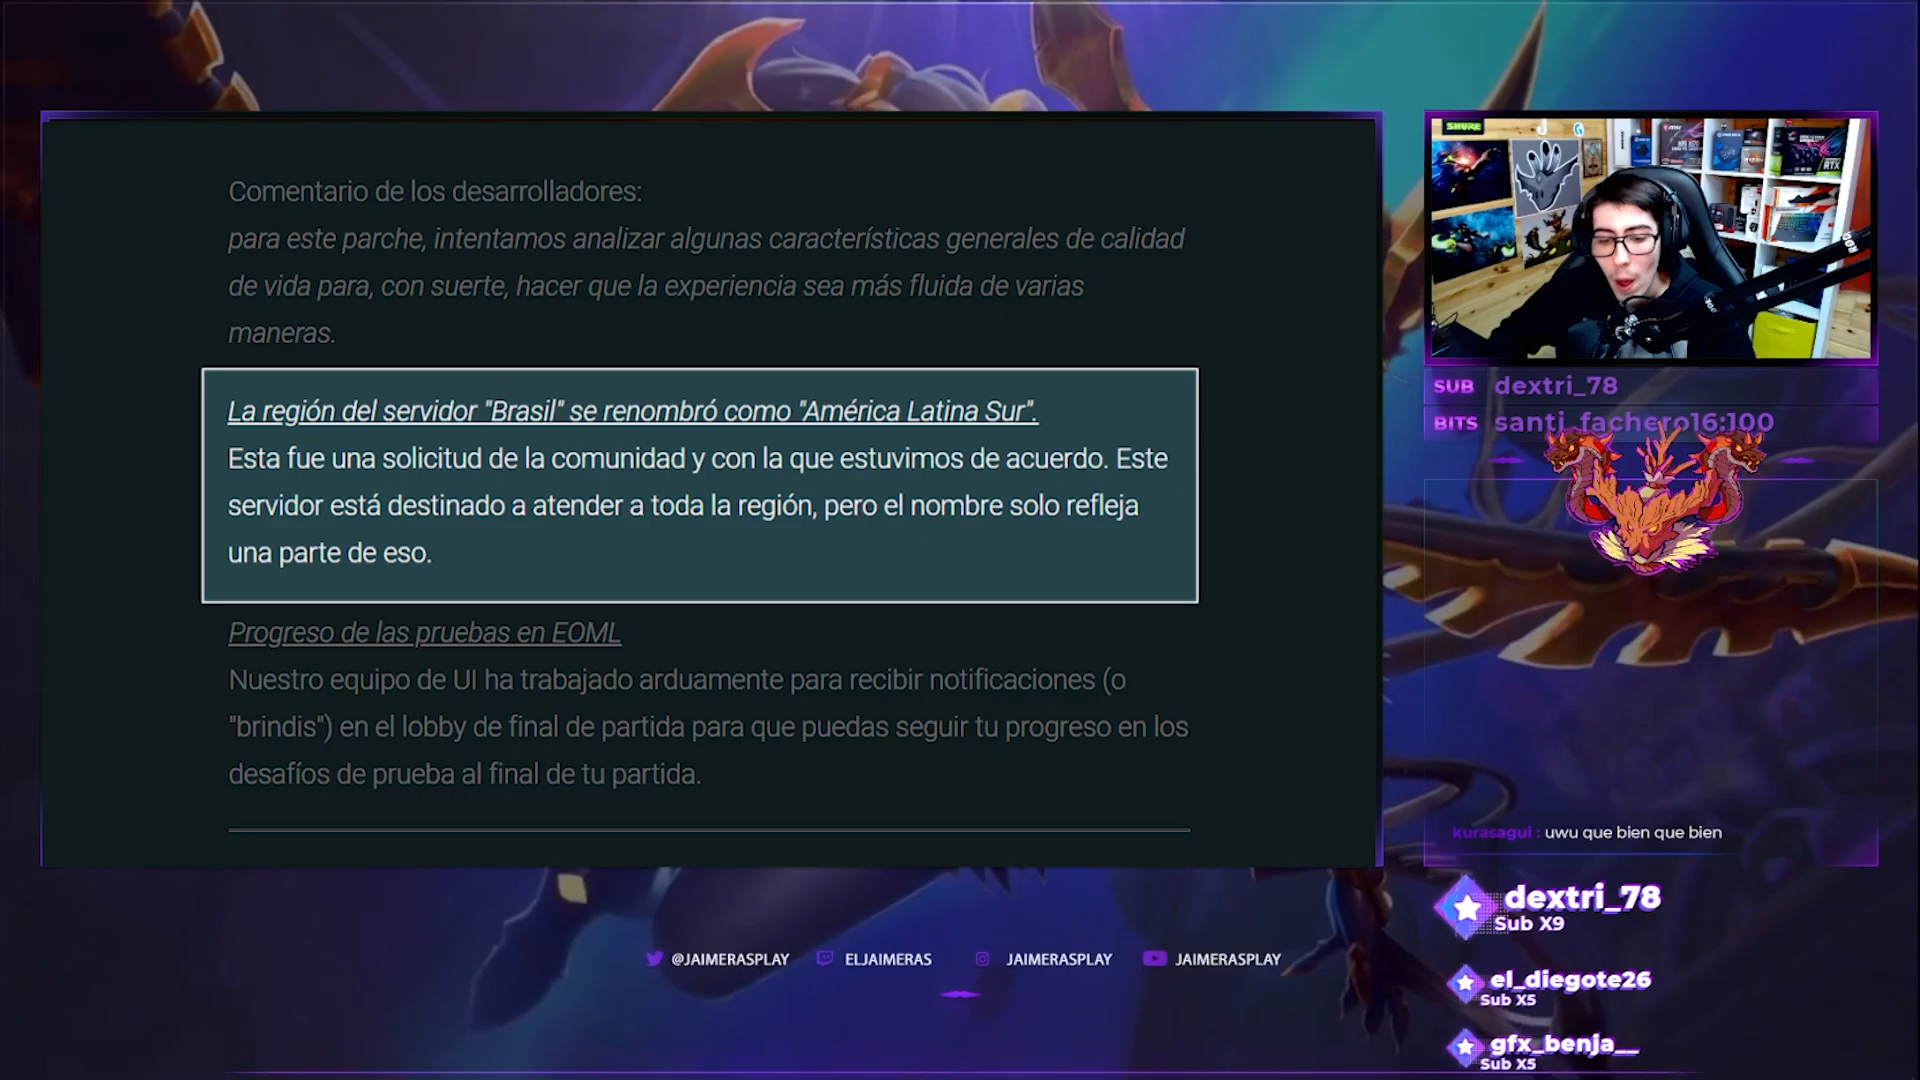 Comentario de los desarrolladores:
para este parche, intentamos analizar algunas características generales de calidad
de vida para, con suerte, hacer que la experiencia sea más fluida de varias
maneras.
La región del servidor "Brasil" se renombró como "América Latina Sur".
Esta fue una solicitud de la comunidad y con la que estuvimos de acuerdo. Este
servidor está destinado a atender a toda la región, pero el nombre solo refleja
una parte de eso.
Progreso de las pruebas en EOML
Nuestro equipo de UI ha trabajado arduamente para recibir notificaciones (o
"brindis") en el lobby de final de partida para que puedas seguir tu progreso en los
desafíos de prueba al final de tu partida.
SHURE
SUB dextri_78
BITS santi_fachero16:100
kurasagui : uwu que bien que bien
dextri_78
Sub X9
el_diegote26
Sub X5
gfx_benja__
Sub X5
@JAIMERASPLAY ELJAIMERAS JAIMERASPLAY JAIMERASPLAY